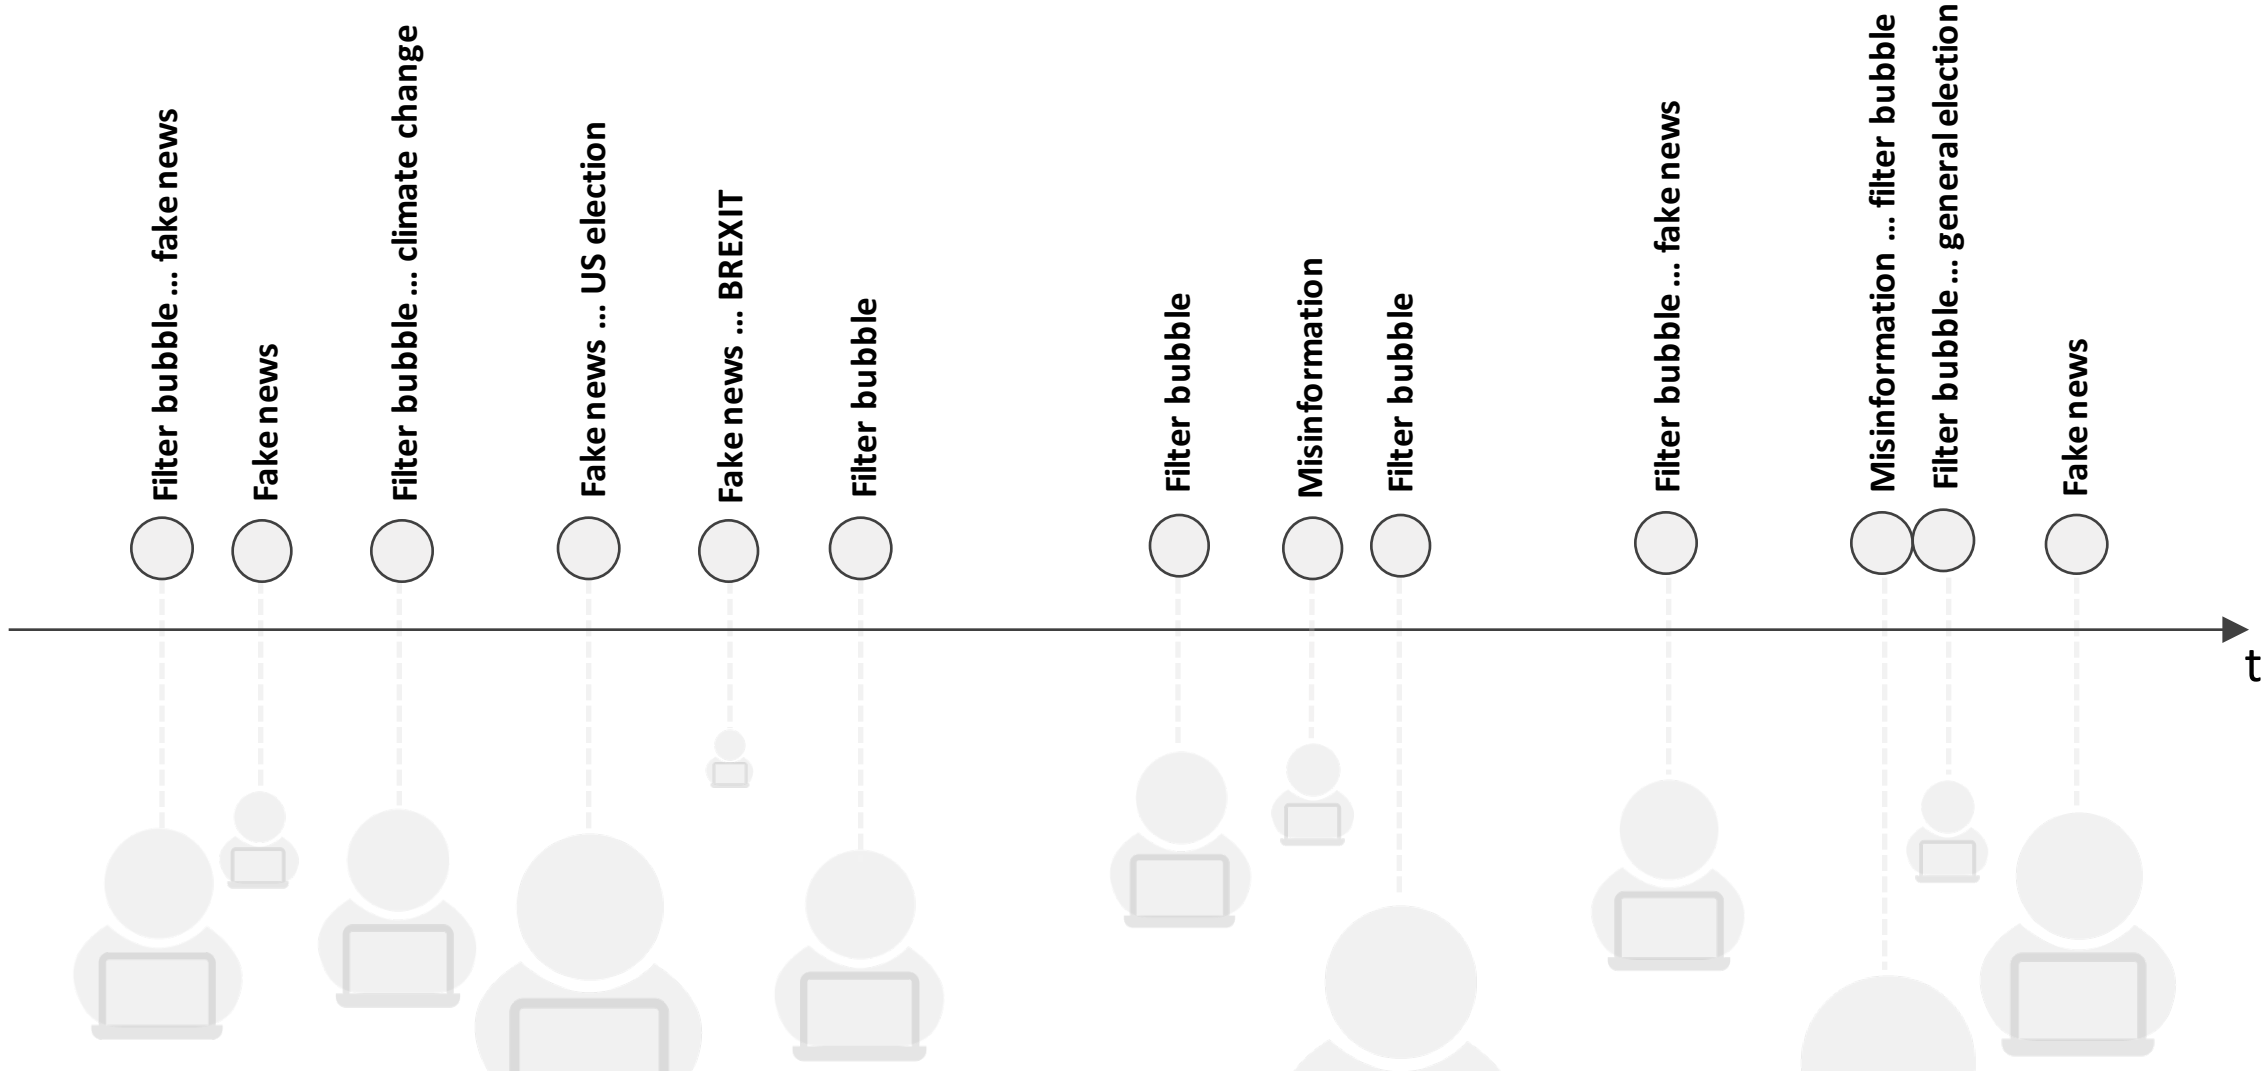 Filter bubble ... fake news
Fake news
Filter bubble ... climate change
Fake news ... US election
Fake news ... BREXIT
Filter bubble
Filter bubble
Misinformation
Filter bubble
Filter bubble ... fake news
Misinformation ... filter bubble
Filter bubble ... general election
Fake news
t